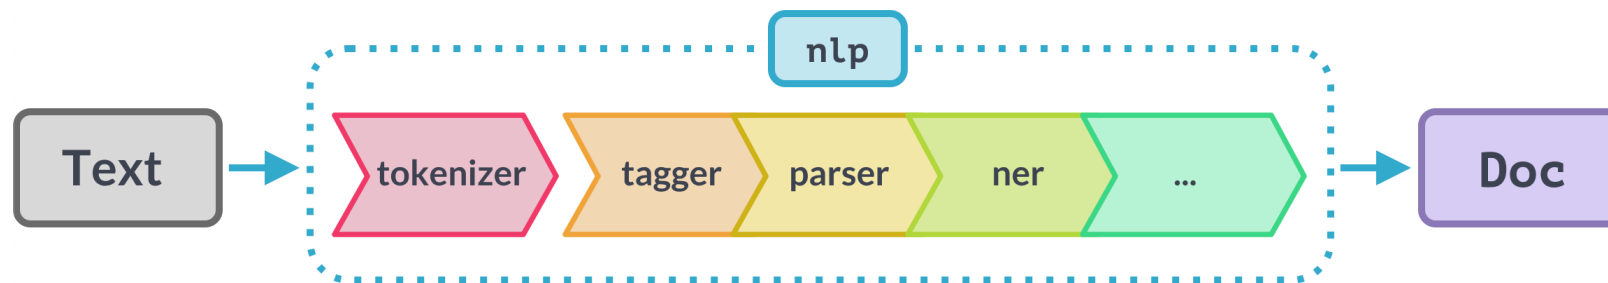 nlp
Text
tokenizer
tagger
parser
ner
...
Doc